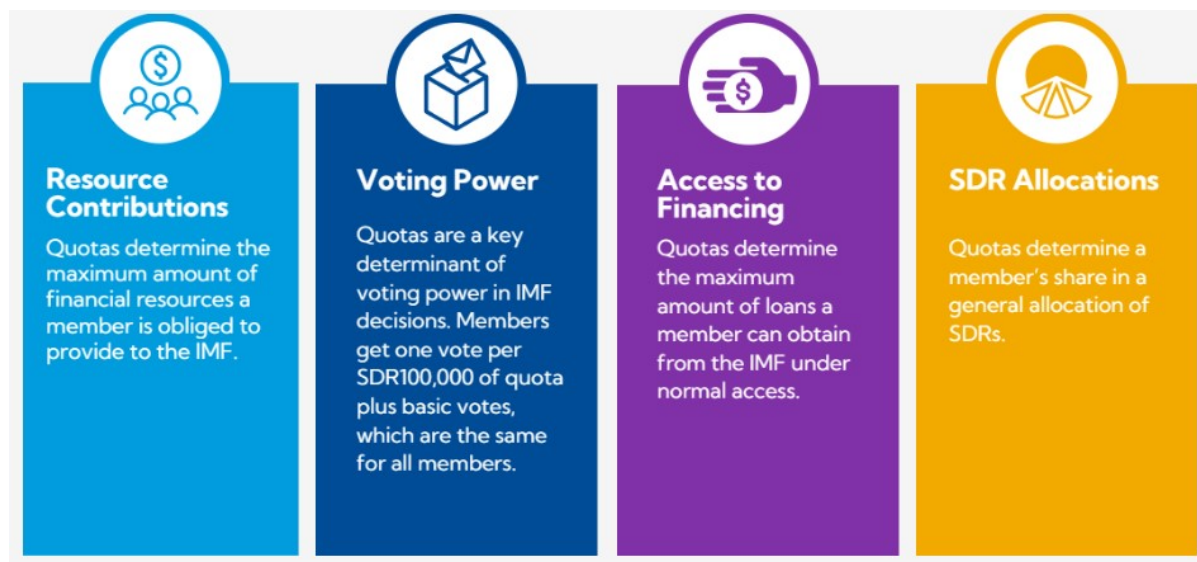 Resource
Contributions
Quotas determine the
maximum amount of
financial resources a
member is obliged to
provide to the IMF.
Voting Power
Quotas are a key
determinant of
voting power in IMF
decisions. Members
get one vote per
SDR100,000 of quota
plus basic votes,
which are the same
for all members.
Access to
Financing
Quotas determine
the maximum
amount of loans a
member can obtain
from the IMF under
normal access.
SDR Allocations
Quotas determine a
member's share in a
general allocation of
SDRs.